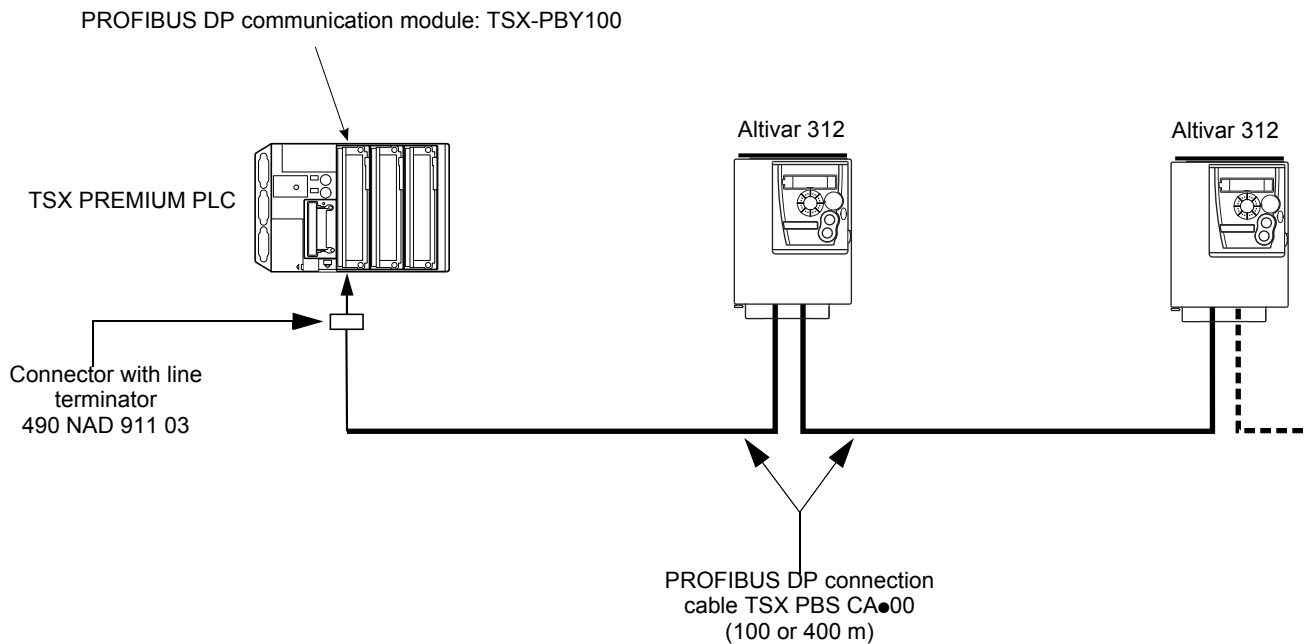 PROFIBUS DP communication module: TSX-PBY100
Altivar 312
Altivar 312
TSX PREMIUM PLC
Connector with line
terminator
490 NAD 911 03
PROFIBUS DP connection
cable TSX PBS CA●00
(100 or 400 m)